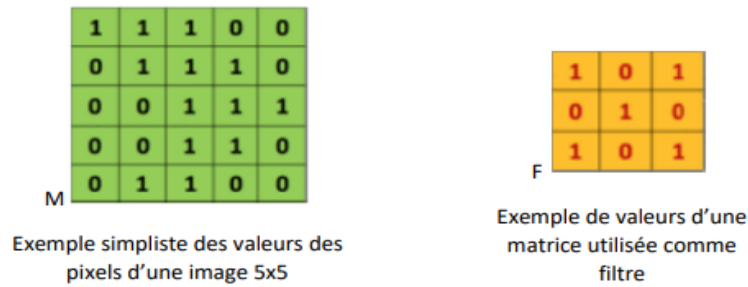 1 1 1 0 0
0 1 1 1 0
0 0 1 1 1
0 0 1 1 0
0 1 1 0 0
M
Exemple simpliste des valeurs des
pixels d'une image 5x5
1 0 1
0 1 0
1 0 1
F
Exemple de valeurs d'une
matrice utilisée comme
filtre